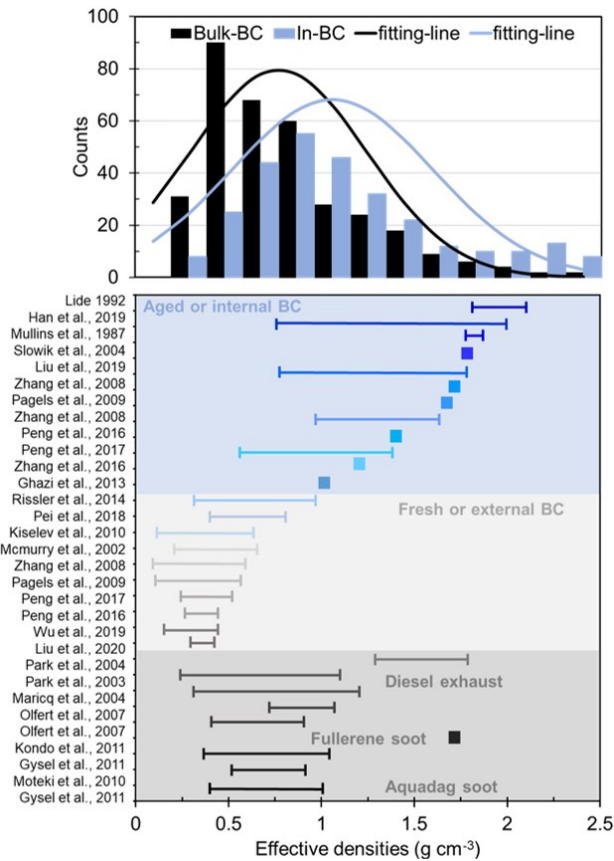 Bulk-BC In-BC fitting-line fitting-line
100
80
60
40
20
0
Counts
Lide 1992
Han et al., 2019
Mullins et al., 1987
Slowik et al., 2004
Liu et al., 2019
Zhang et al., 2008
Pagels et al., 2009
Zhang et al., 2008
Peng et al., 2016
Peng et al., 2017
Zhang et al., 2016
Ghazi et al., 2013
Rissler et al., 2014
Pei et al., 2018
Kiselev et al., 2010
Mcmurry et al., 2002
Zhang et al., 2008
Pagels et al., 2009
Peng et al., 2017
Peng et al., 2016
Wu et al., 2019
Liu et al., 2020
Park et al., 2004
Park et al., 2003
Maricq et al., 2004
Olfert et al., 2007
Olfert et al., 2007
Kondo et al., 2011
Gysel et al., 2011
Moteki et al., 2010
Gysel et al., 2011
Aged or internal BC
Fresh or external BC
Diesel exhaust
Fullerene soot
Aquadag soot
0 0.5 1 1.5 2 2.5
Effective densities (g cm⁻³)